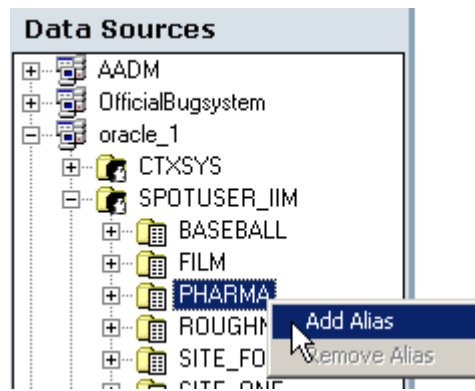 Data Sources
AADM
OfficialBugsystem
oracle_1
CTXSYS
SPOTUSER_IIM
BASEBALL
FILM
PHARMA
Add Alias
Remove Alias